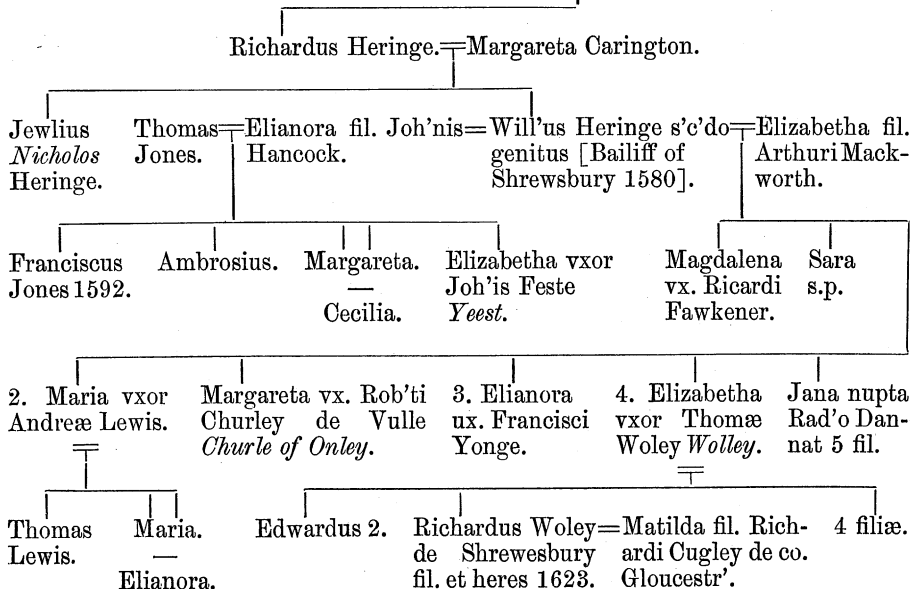 Richardus Heringe.=Margareta Carington.
Jewlius
Nicholos
Heringe.
Thomas=Elianora fil. Joh'nis=Will'us Heringe s'c'do=Elizabetha fil.
Jones.
Hancock.
genitus [Bailiff of
Shrewsbury 1580].
Arthuri Mack-
worth.
Franciscus
Jones 1592.
Ambrosius.
Margareta.
—
Cecilia.
Elizabetha vxor
Joh'is Feste
Yeest.
Magdalena
vx. Ricardi
Fawkener.
Sara
s.p.
2. Maria vxor
Andreæ Lewis.
Margareta vx. Rob'ti
Churley de Vulle
Churle of Onley.
3. Elianora
ux. Francisci
Yonge.
4. Elizabetha
vxor Thomæ
Woley Wolley.
Jana nupta
Rad'o Dan-
nat 5 fil.
Thomas
Lewis.
Maria.
—
Elianora.
Edwardus 2.
Richardus Woley=Matilda fil. Rich-
de Shrewesbury
fil. et heres 1623.
ardi Cugley de co.
Gloucestr'.
4 filiæ.